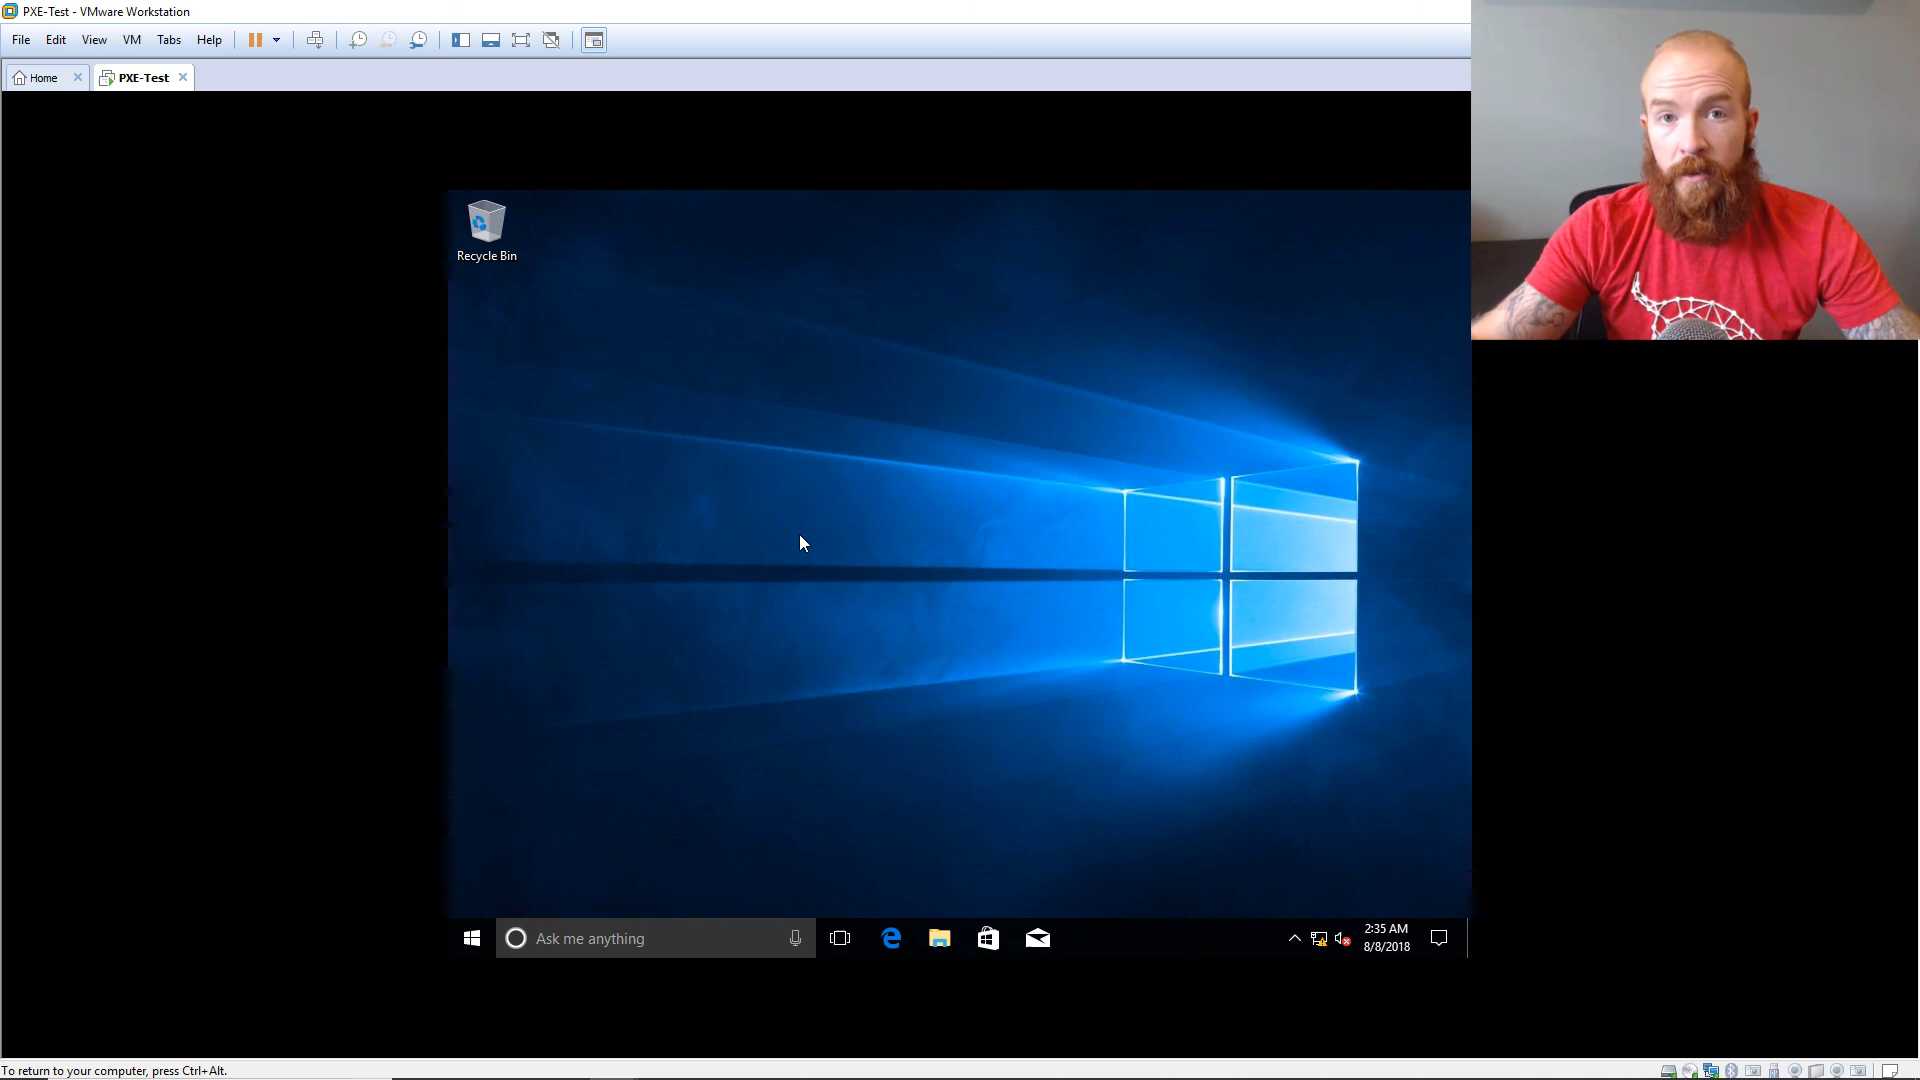 PXE-Test - VMware Workstation
File Edit View VM Tabs Help
Home PXE-Test
Recycle Bin
Ask me anything
2:35 AM
8/8/2018
To return to your computer, press Ctrl+Alt.